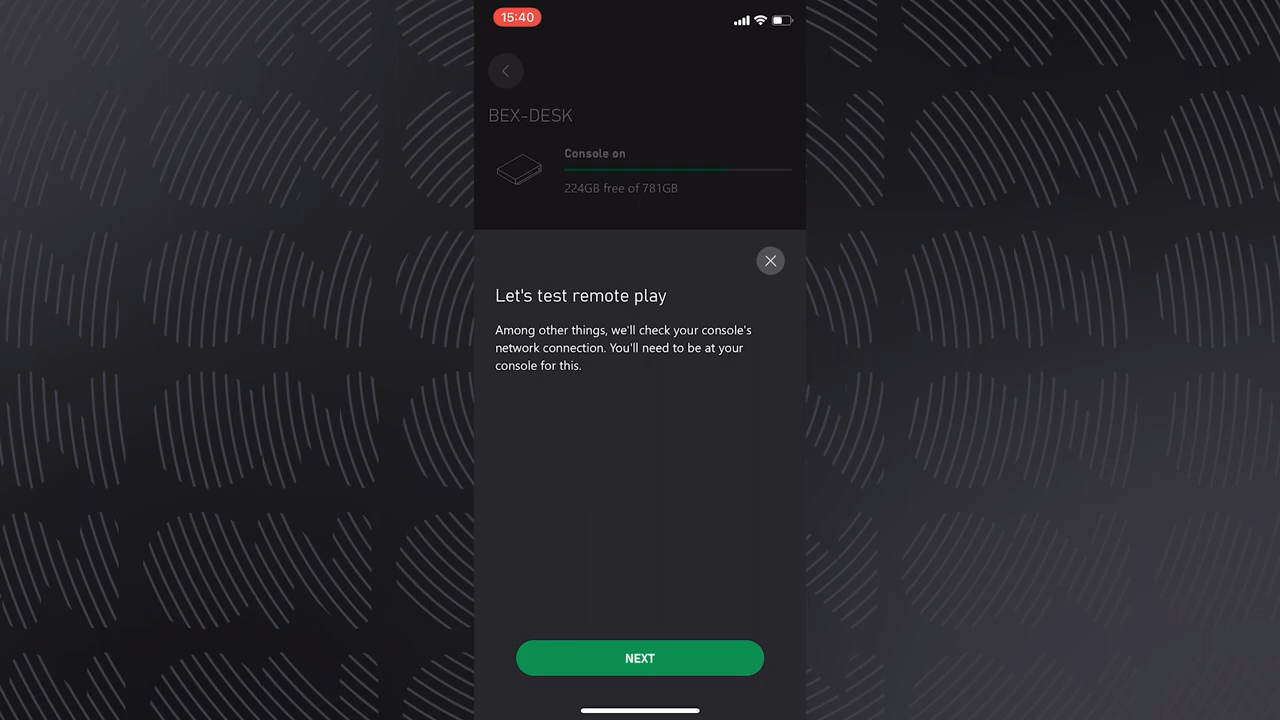 15:40
BEX-DESK
Console on
224GB free of 781GB
Let's test remote play
Among other things, we'll check your console's
network connection. You'll need to be at your
console for this.
NEXT